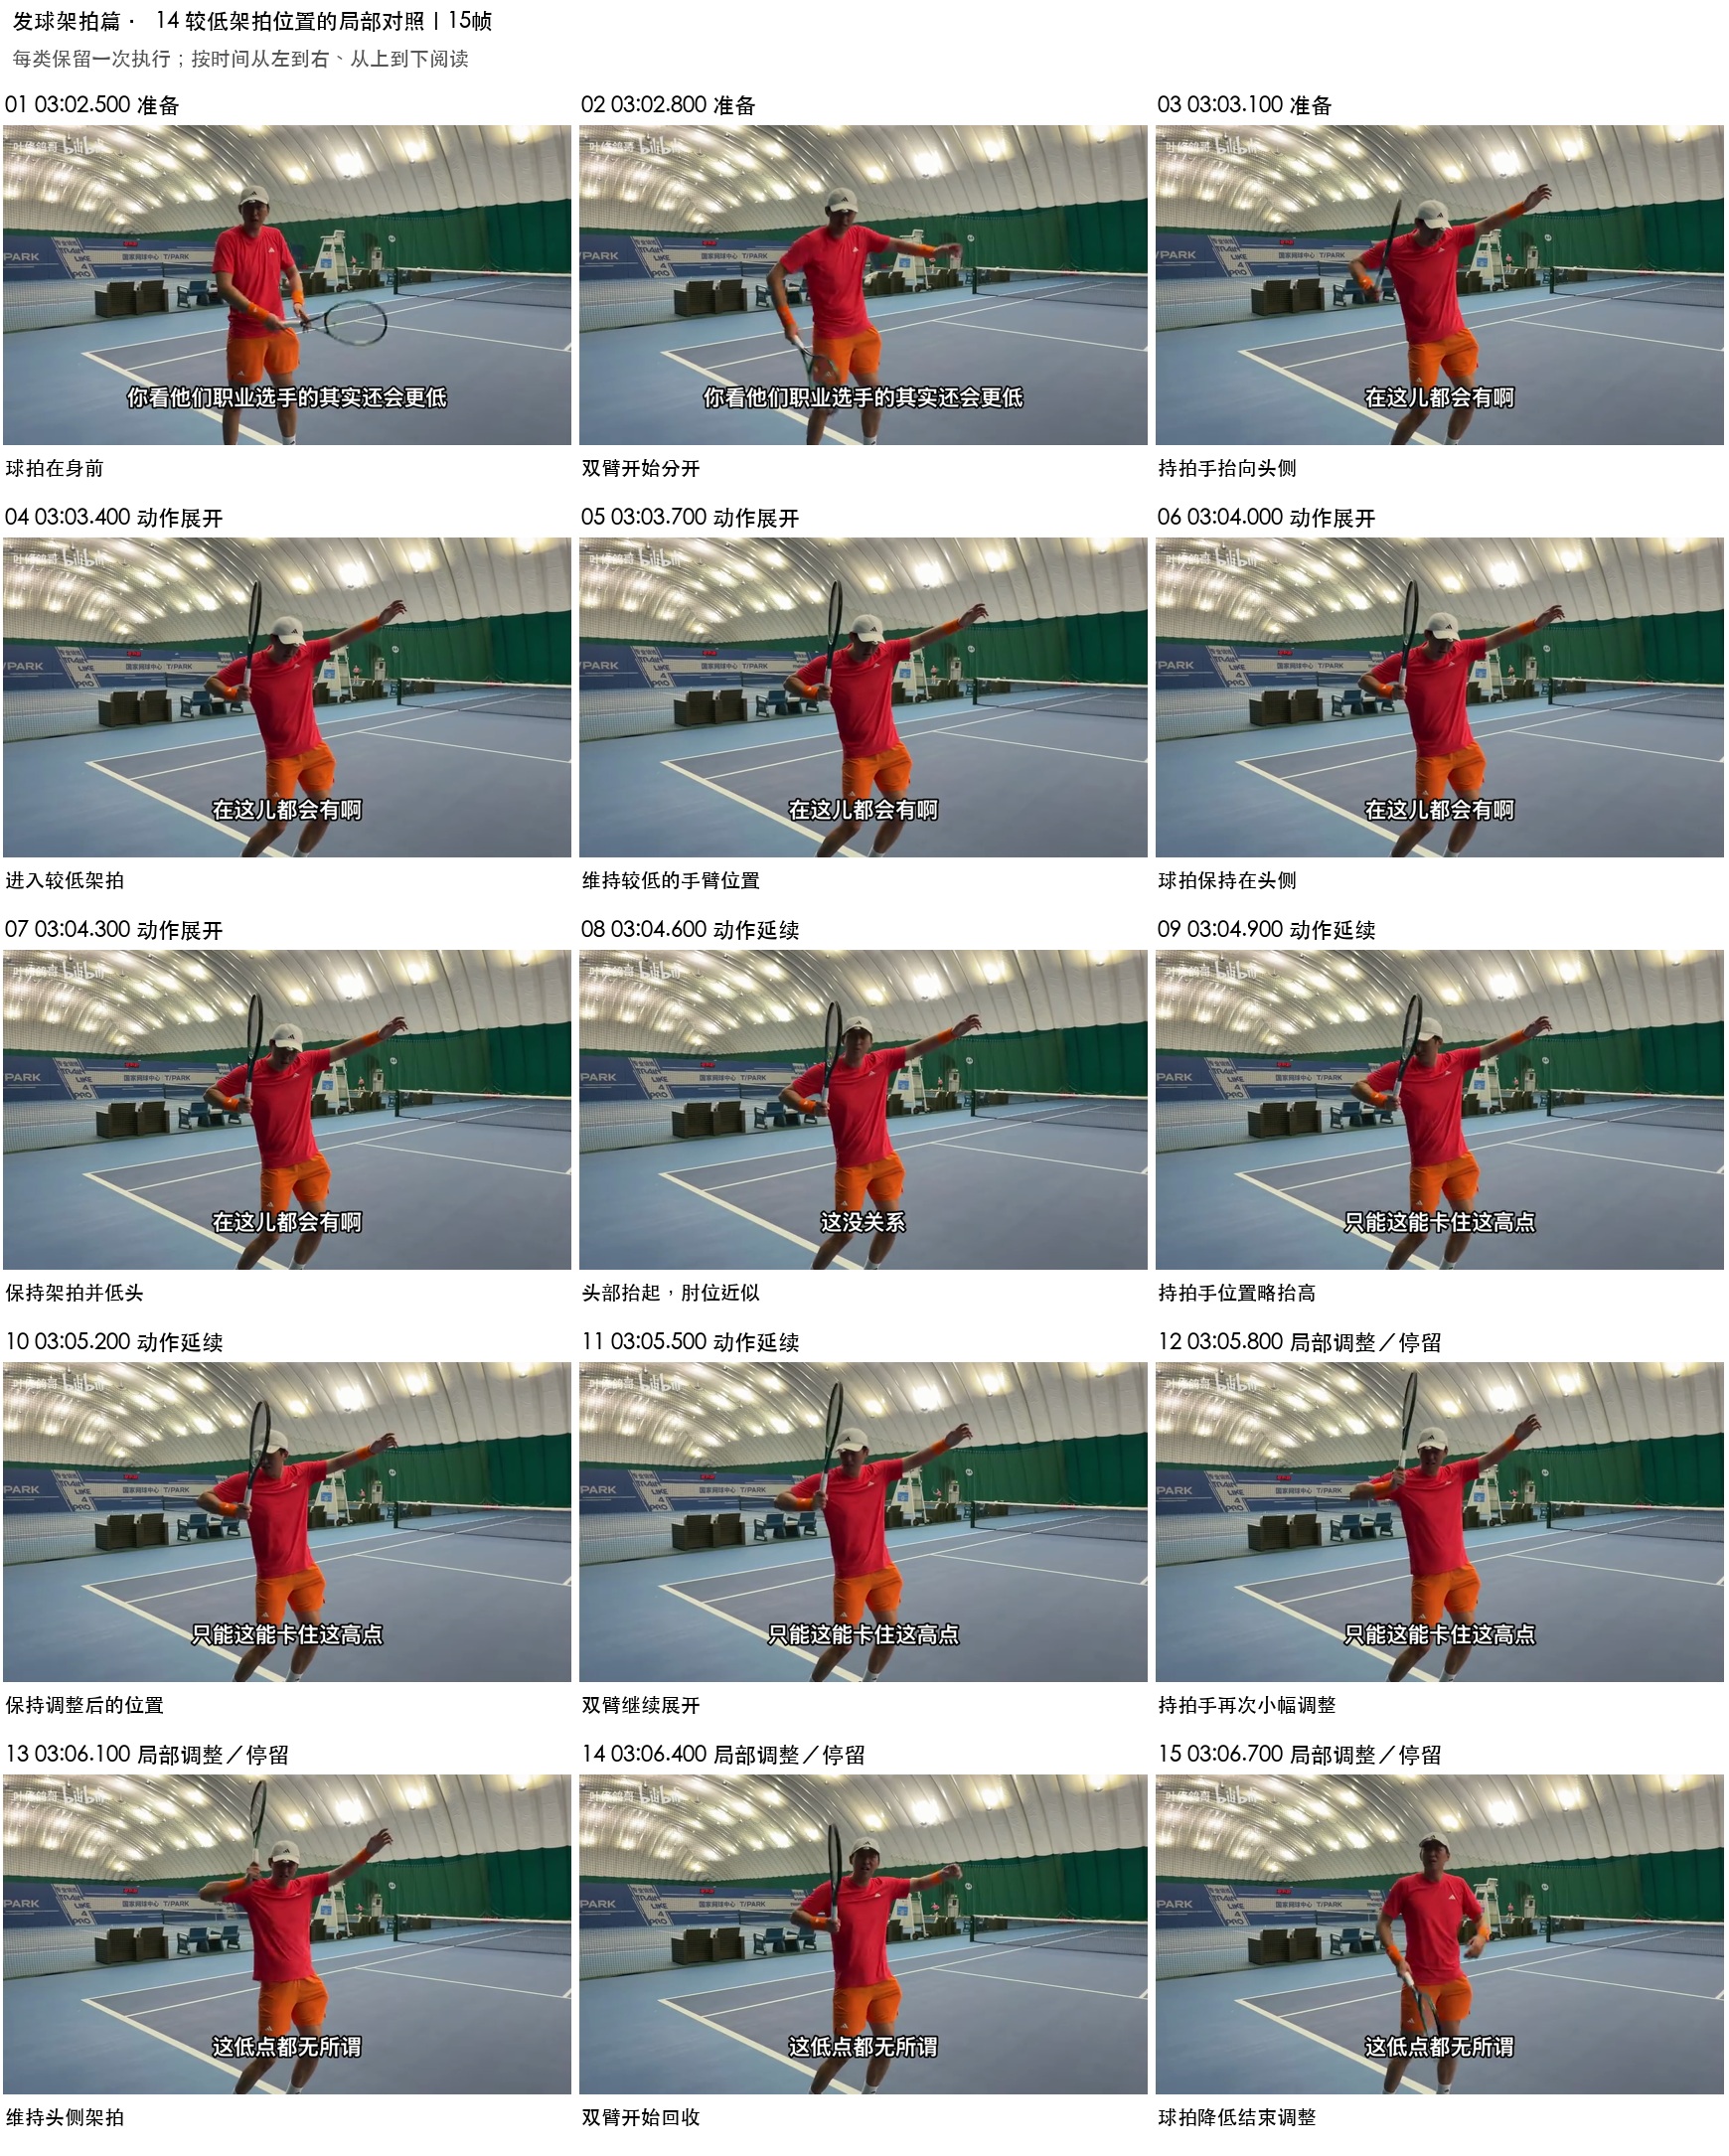 发球架拍篇 · 14 较低架拍位置的局部对照 | 15帧
每类保留一次执行；按时间从左到右、从上到下阅读
01 03:02.500 准备
02 03:02.800 准备
03 03:03.100 准备
bilibili
bilibili
bilibili
PARK
TRAIN LIKE 4 PRO
国家网球中心 T/PARK
你看他们职业选手的其实还会更低
你看他们职业选手的其实还会更低
在这儿都会有啊
球拍在身前
双臂开始分开
持拍手抬向头侧
04 03:03.400 动作展开
05 03:03.700 动作展开
06 03:04.000 动作展开
在这儿都会有啊
在这儿都会有啊
在这儿都会有啊
进入较低架拍
维持较低的手臂位置
球拍保持在头侧
07 03:04.300 动作展开
08 03:04.600 动作延续
09 03:04.900 动作延续
在这儿都会有啊
这没关系
只能这能卡住这高点
保持架拍并低头
头部抬起，肘位近似
持拍手位置略抬高
10 03:05.200 动作延续
11 03:05.500 动作延续
12 03:05.800 局部调整／停留
只能这能卡住这高点
只能这能卡住这高点
只能这能卡住这高点
保持调整后的位置
双臂继续展开
持拍手再次小幅调整
13 03:06.100 局部调整／停留
14 03:06.400 局部调整／停留
15 03:06.700 局部调整／停留
这低点都无所谓
这低点都无所谓
这低点都无所谓
维持头侧架拍
双臂开始回收
球拍降低结束调整